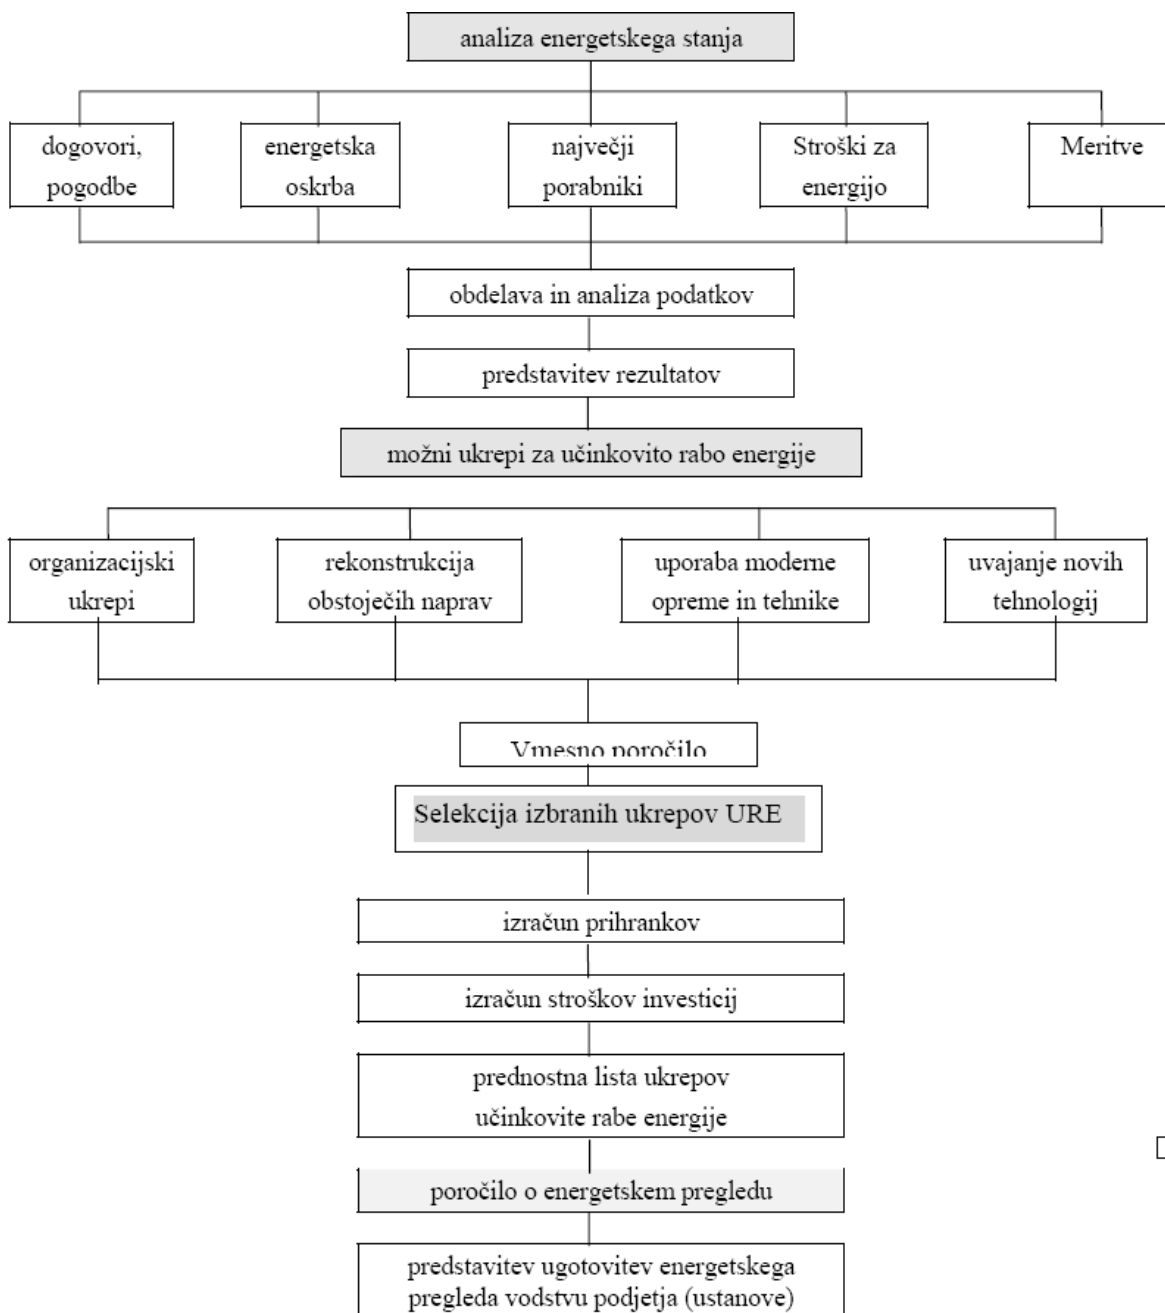 analiza energetskega stanja
dogovori,
pogodbe
energetska
oskrba
največji
porabniki
Stroški za
energijo
Meritve
obdelava in analiza podatkov
predstavitev rezultatov
možni ukrepi za učinkovito rabo energije
organizacijski
ukrepi
rekonstrukcija
obstoječih naprav
uporaba moderne
opreme in tehnike
uvajanje novih
tehnologij
Vmesno poročilo
Selekcija izbranih ukrepov URE
izračun prihrankov
izračun stroškov investicij
prednostna lista ukrepov
učinkovite rabe energije
poročilo o energetskem pregledu
predstavitev ugotovitev energetskega
pregleda vodstvu podjetja (ustanove)